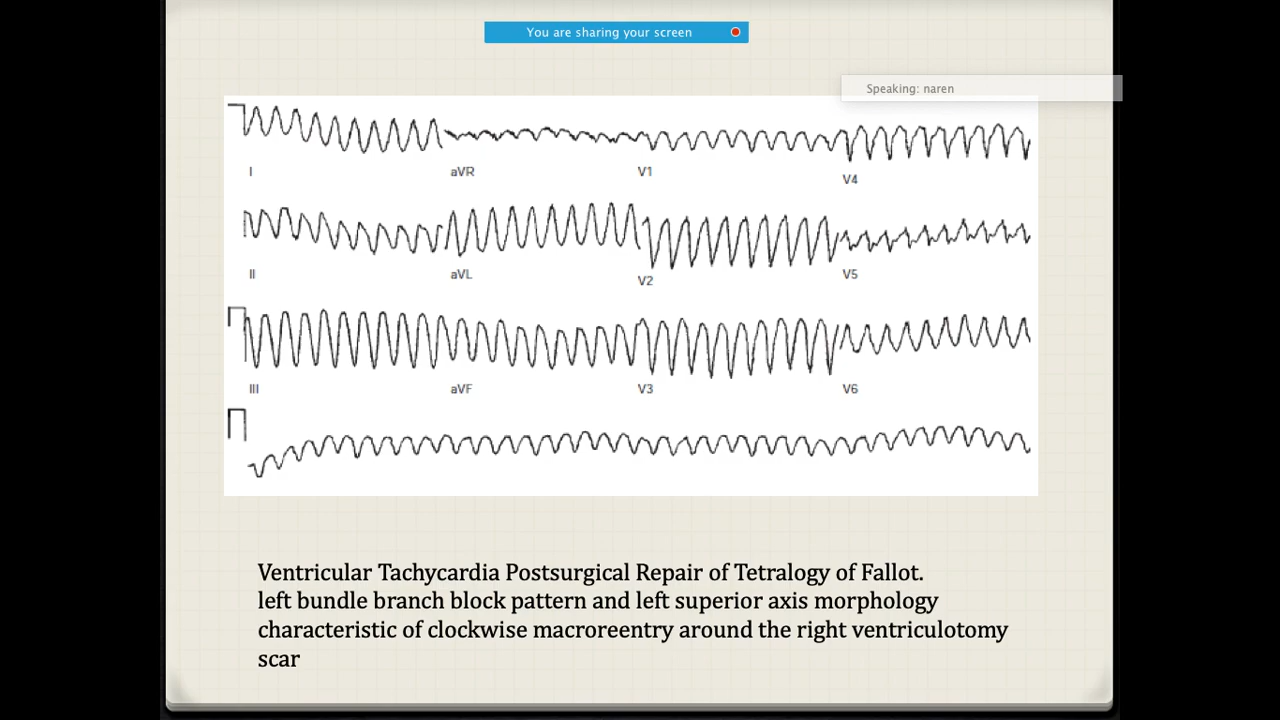 You are sharing your screen
Speaking: naren
I aVR V1 V4
II aVL V2 V5
III aVF V3 V6
Ventricular Tachycardia Postsurgical Repair of Tetralogy of Fallot.
left bundle branch block pattern and left superior axis morphology
characteristic of clockwise macroreentry around the right ventriculotomy
scar